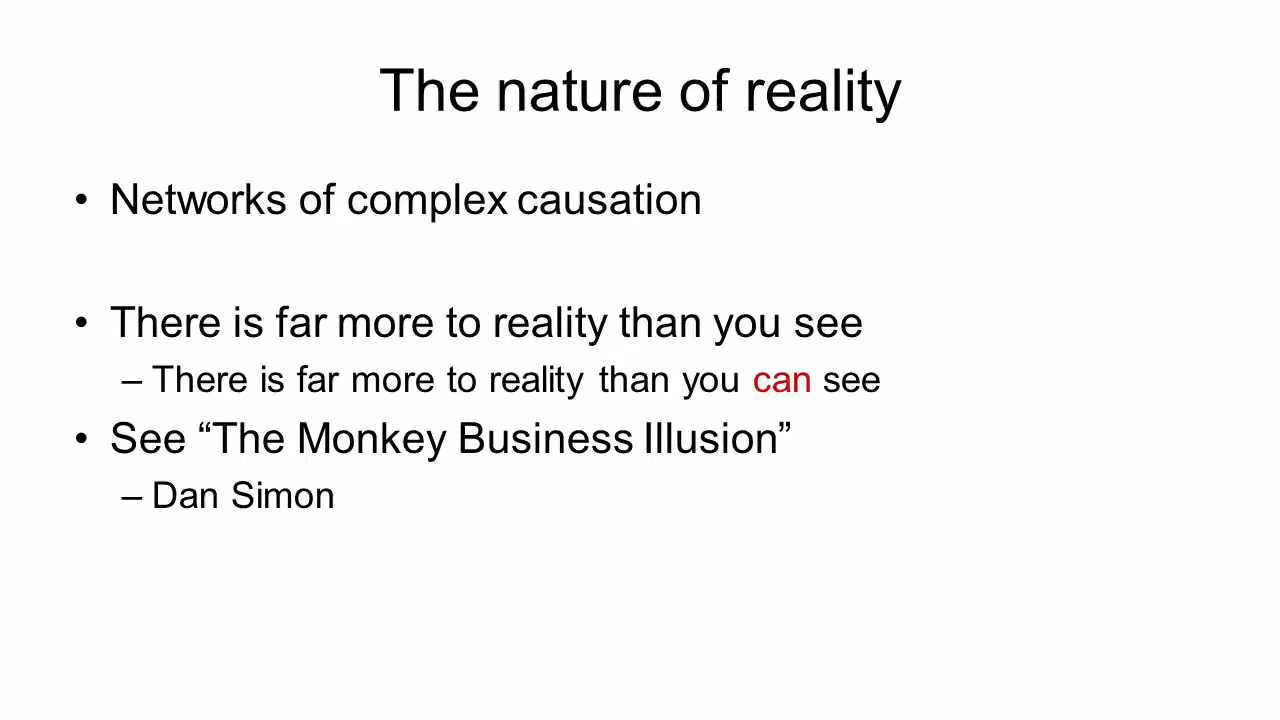 The nature of reality
• Networks of complex causation
• There is far more to reality than you see
– There is far more to reality than you can see
• See “The Monkey Business Illusion”
– Dan Simon